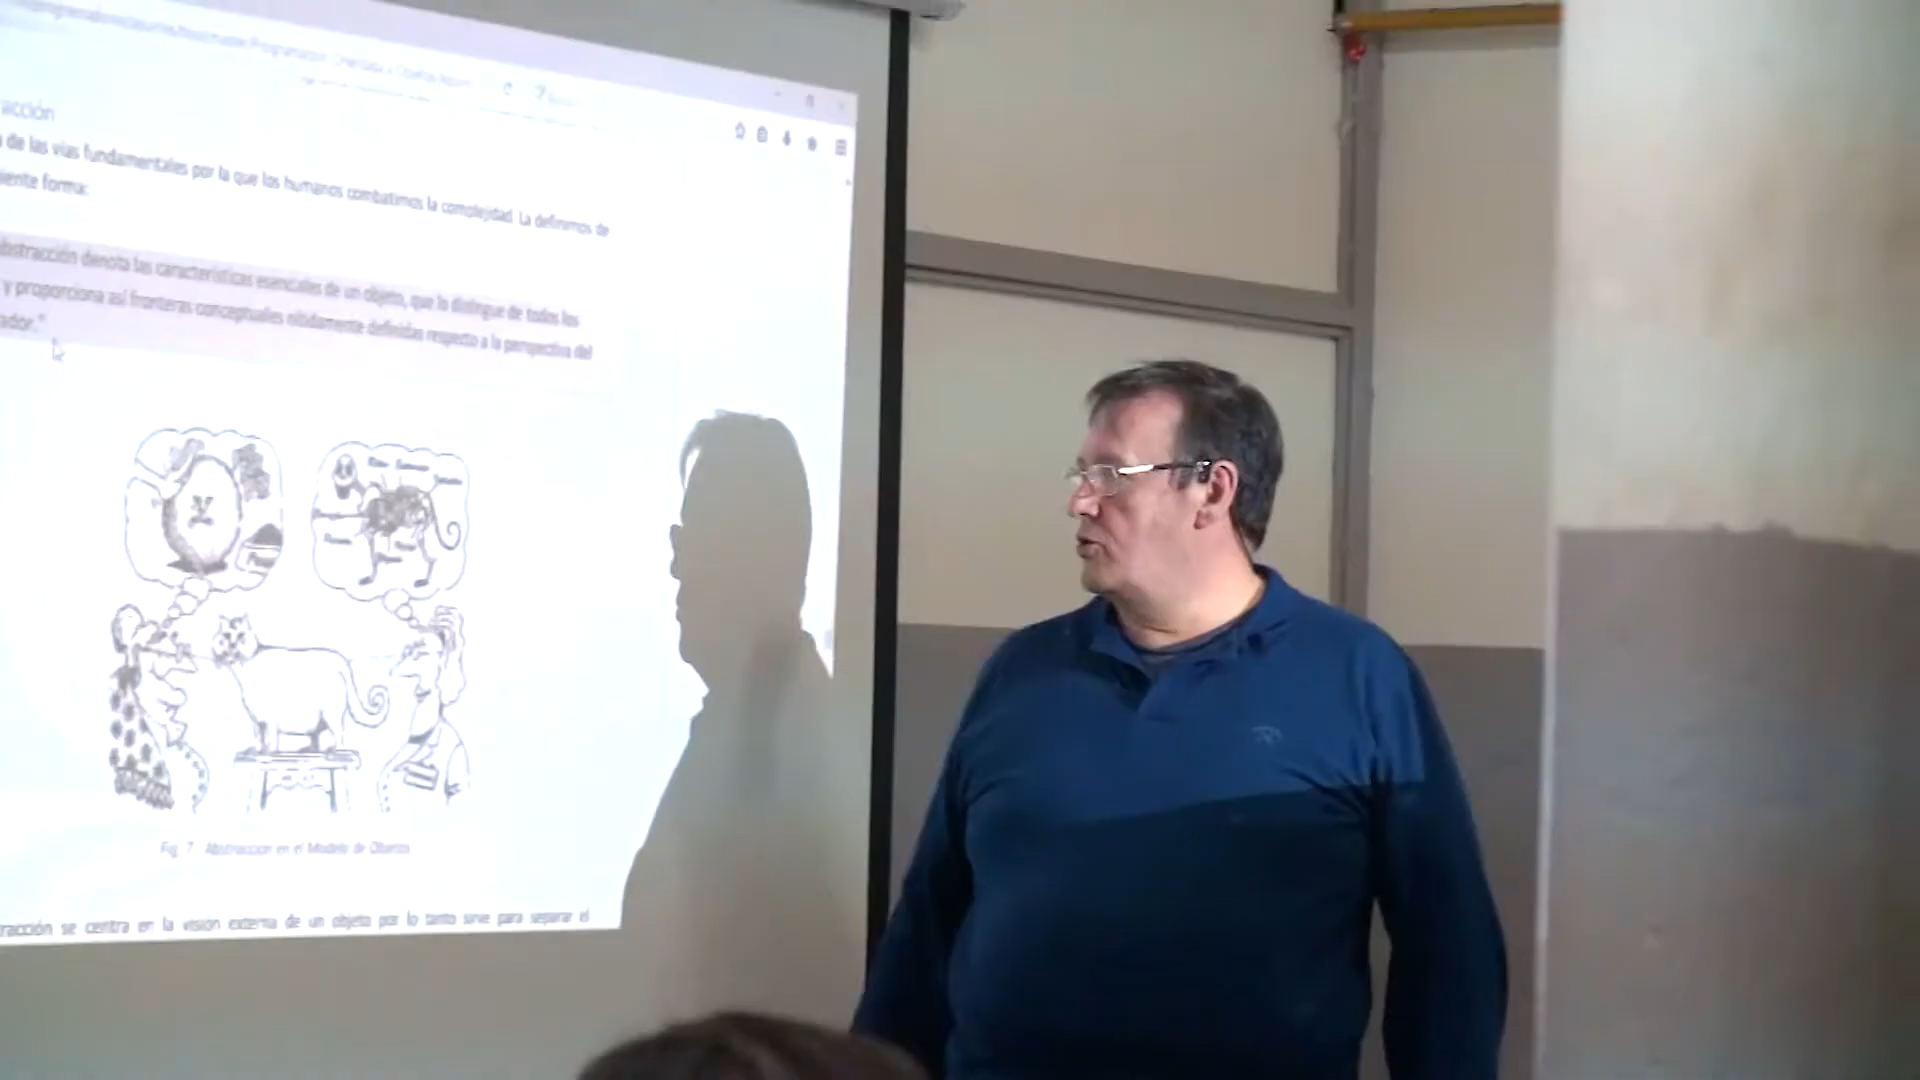 Programación Orientada a Objetos
acción
de las vías fundamentales por la que los humanos combatimos la complejidad. La definimos de
iente forma:
abstracción denota las características esenciales de un objeto, que lo distingue de todos los
y proporciona así fronteras conceptuales nítidamente definidas respecto a la perspectiva del
ador."
Fig. 7 Abstracción en el Modelo de Objetos
racción se centra en la visión externa de un objeto por lo tanto sirve para separar el